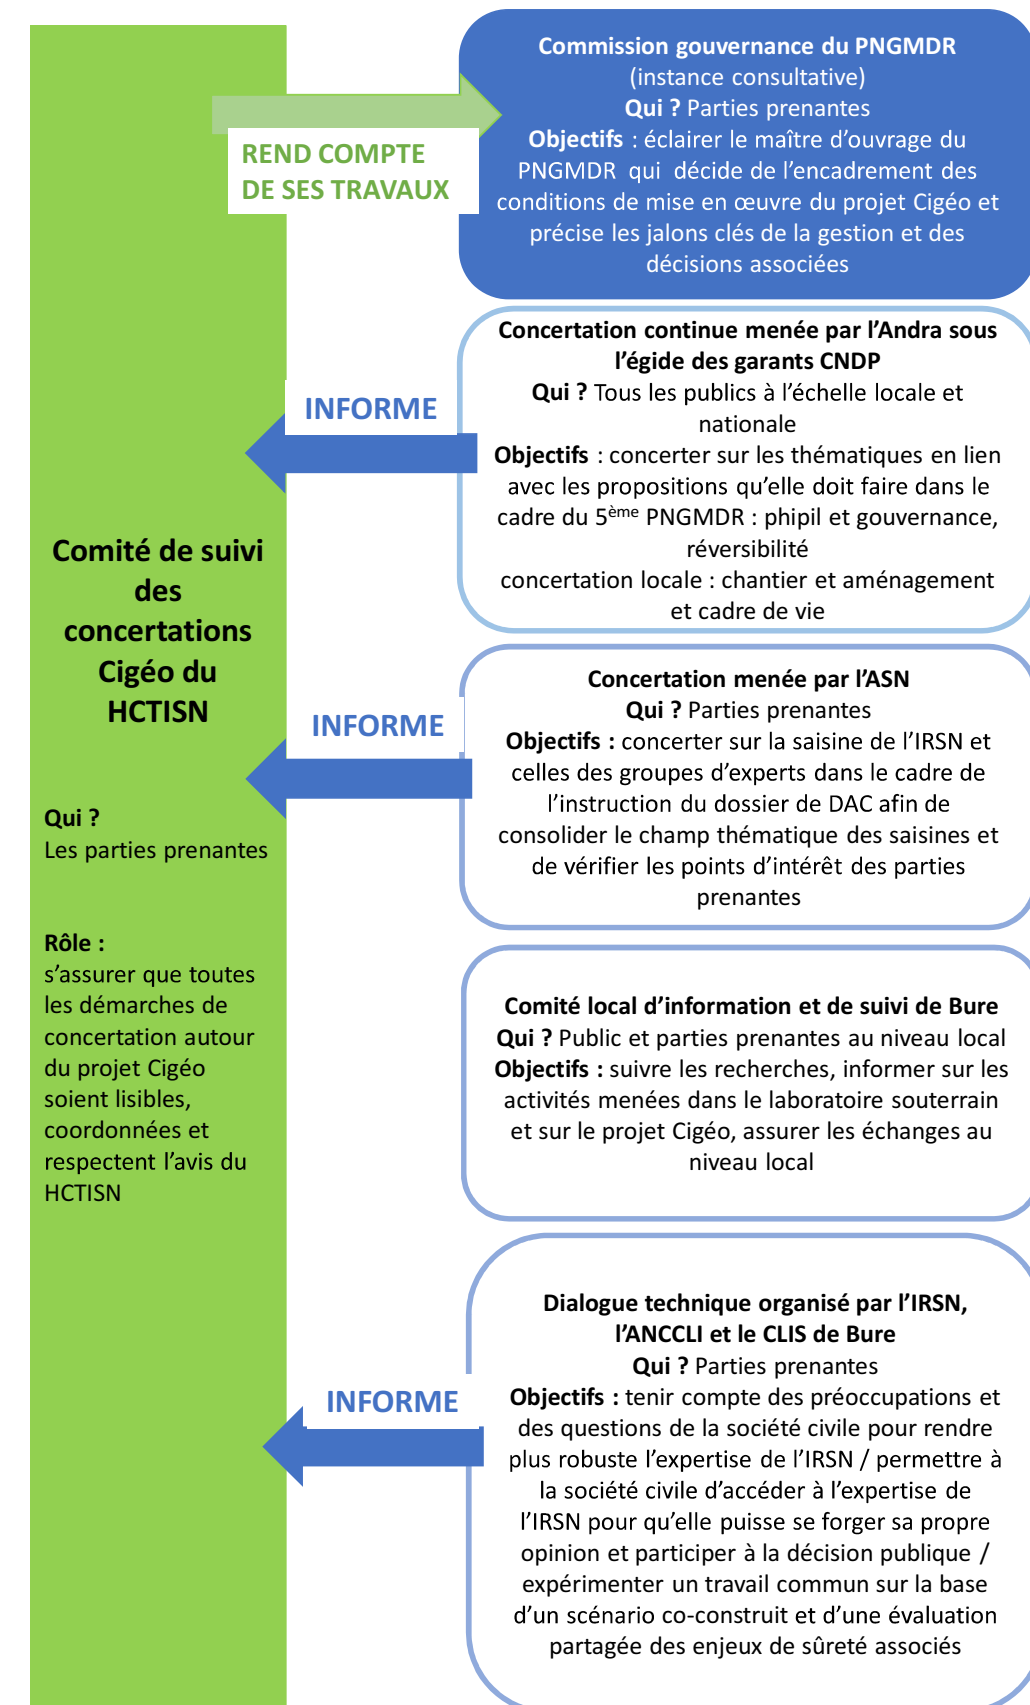 Commission gouvernance du PNGMDR
(instance consultative)
Qui ? Parties prenantes
Objectifs : éclairer le maître d’ouvrage du
PNGMDR qui décide de l’encadrement des
conditions de mise en œuvre du projet Cigéo et
précise les jalons clés de la gestion et des
décisions associées
REND COMPTE
DE SES TRAVAUX
Concertation continue menée par l’Andra sous
l’égide des garants CNDP
Qui ? Tous les publics à l’échelle locale et
nationale
Objectifs : concerter sur les thématiques en lien
avec les propositions qu’elle doit faire dans le
cadre du 5ème PNGMDR : phipil et gouvernance,
réversibilité
concertation locale : chantier et aménagement
et cadre de vie
INFORME
Comité de suivi
des
concertations
Cigéo du
HCTISN
Qui ?
Les parties prenantes
Rôle :
s’assurer que toutes
les démarches de
concertation autour
du projet Cigéo
soient lisibles,
coordonnées et
respectent l’avis du
HCTISN
Concertation menée par l’ASN
Qui ? Parties prenantes
Objectifs : concerter sur la saisine de l’IRSN et
celles des groupes d’experts dans le cadre de
l’instruction du dossier de DAC afin de
consolider le champ thématique des saisines et
de vérifier les points d’intérêt des parties
prenantes
INFORME
Comité local d’information et de suivi de Bure
Qui ? Public et parties prenantes au niveau local
Objectifs : suivre les recherches, informer sur les
activités menées dans le laboratoire souterrain
et sur le projet Cigéo, assurer les échanges au
niveau local
Dialogue technique organisé par l’IRSN,
l’ANCCLI et le CLIS de Bure
Qui ? Parties prenantes
Objectifs : tenir compte des préoccupations et
des questions de la société civile pour rendre
plus robuste l’expertise de l’IRSN / permettre à
la société civile d’accéder à l’expertise de
l’IRSN pour qu’elle puisse se forger sa propre
opinion et participer à la décision publique /
expérimenter un travail commun sur la base
d’un scénario co-construit et d’une évaluation
partagée des enjeux de sûreté associés
INFORME